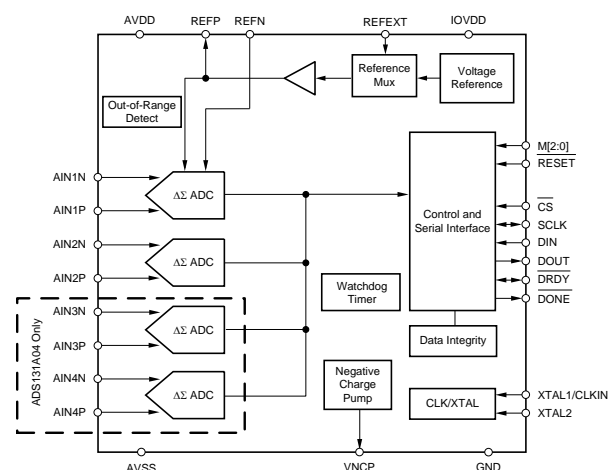 AVDD
REFP
REFN
REFEXT
IOVDD
Out-of-Range
Detect
Reference
Mux
Voltage
Reference
M[2:0]
RESET
AIN1N
AIN1P
ΔΣ ADC
Control and
Serial Interface
CS
SCLK
DIN
DOUT
DRDY
DONE
AIN2N
AIN2P
ΔΣ ADC
Watchdog
Timer
ADS131A04 Only
AIN3N
AIN3P
ΔΣ ADC
Data Integrity
AIN4N
AIN4P
ΔΣ ADC
Negative
Charge
Pump
CLK/XTAL
XTAL1/CLKIN
XTAL2
AVSS
VNCP
GND